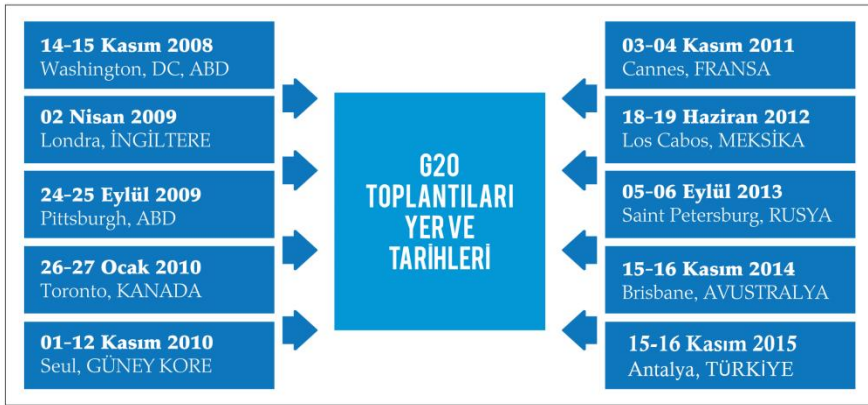 14-15 Kasım 2008
Washington, DC, ABD
02 Nisan 2009
Londra, İNGİLTERE
24-25 Eylül 2009
Pittsburgh, ABD
26-27 Ocak 2010
Toronto, KANADA
01-12 Kasım 2010
Seul, GÜNEY KORE
G20
TOPLANTILARI
YER VE
TARİHLERİ
03-04 Kasım 2011
Cannes, FRANSA
18-19 Haziran 2012
Los Cabos, MEKSİKA
05-06 Eylül 2013
Saint Petersburg, RUSYA
15-16 Kasım 2014
Brisbane, AVUSTRALYA
15-16 Kasım 2015
Antalya, TÜRKİYE